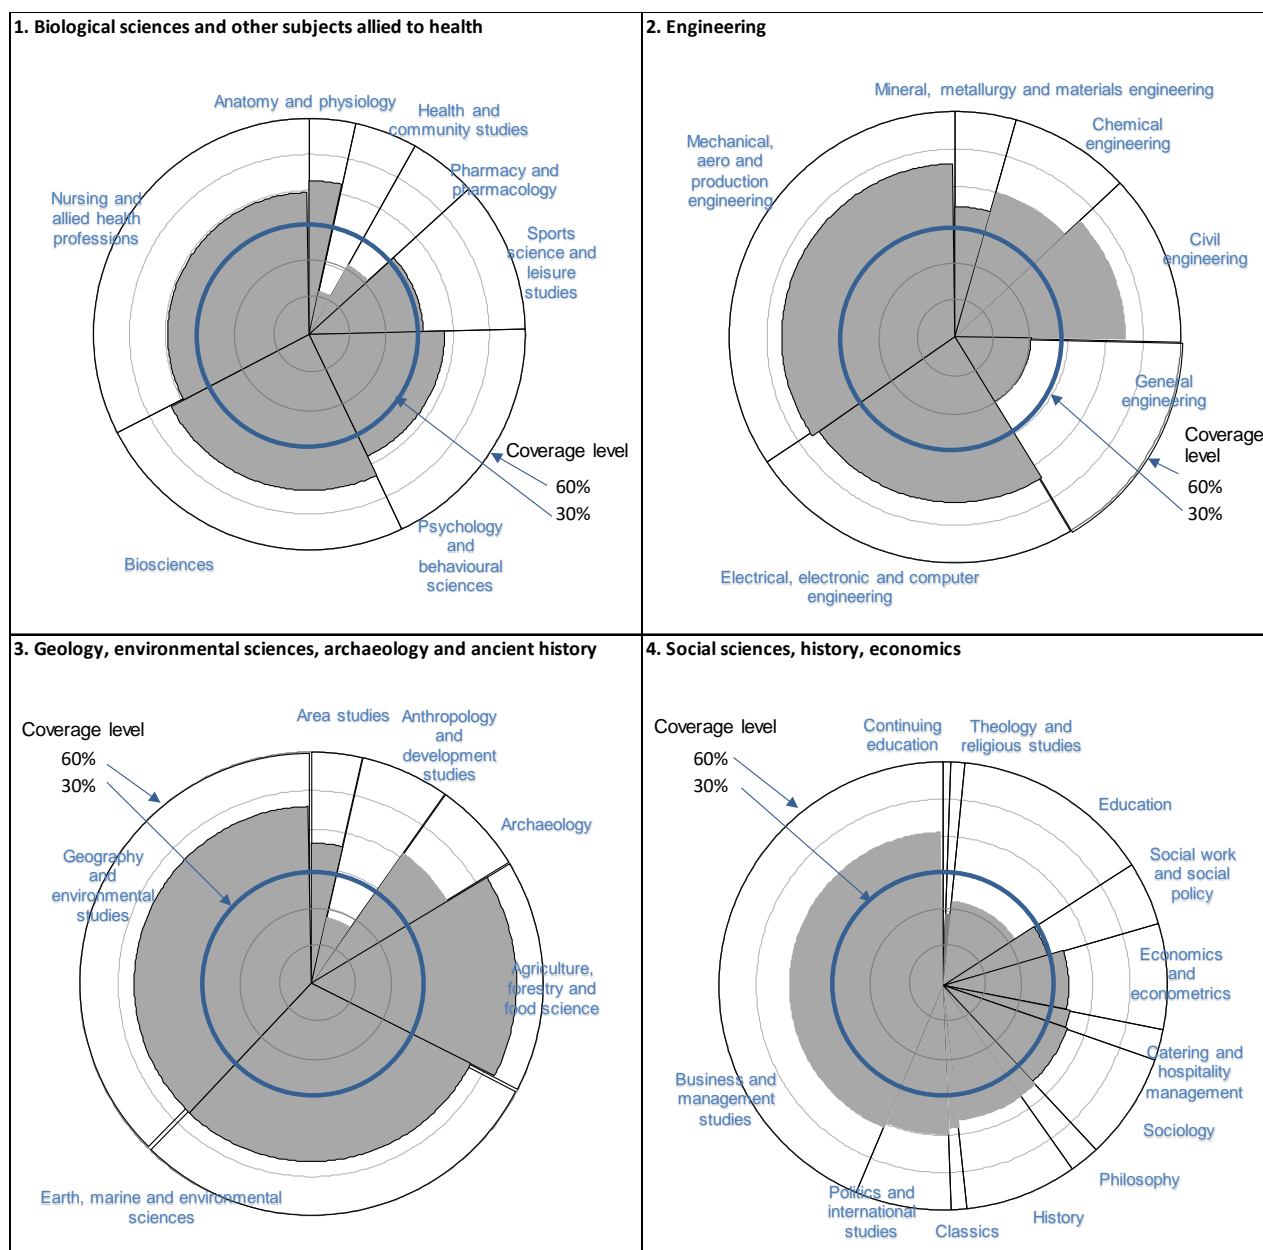 1. Biological sciences and other subjects allied to health
Anatomy and physiology
Health and
community studies
Pharmacy and
pharmacology
Nursing and
allied health
professions
Sports
science and
leisure
studies
Coverage level
60%
30%
Psychology
and
behavioural
sciences
Biosciences
2. Engineering
Mineral, metallurgy and materials engineering
Chemical
engineering
Mechanical,
aero and
production
engineering
Civil
engineering
General
engineering
Coverage
level
60%
30%
Electrical, electronic and computer
engineering
3. Geology, environmental sciences, archaeology and ancient history
Coverage level
60%
30%
Area studies
Anthropology
and
development
studies
Archaeology
Geography
and
environmental
studies
Agriculture,
forestry and
food science
Earth, marine and environmental
sciences
4. Social sciences, history, economics
Coverage level
60%
30%
Continuing
education
Theology and
religious studies
Education
Social work
and social
policy
Economics
and
econometrics
Catering and
hospitality
management
Business and
management
studies
Sociology
Philosophy
Politics and
international
studies
History
Classics